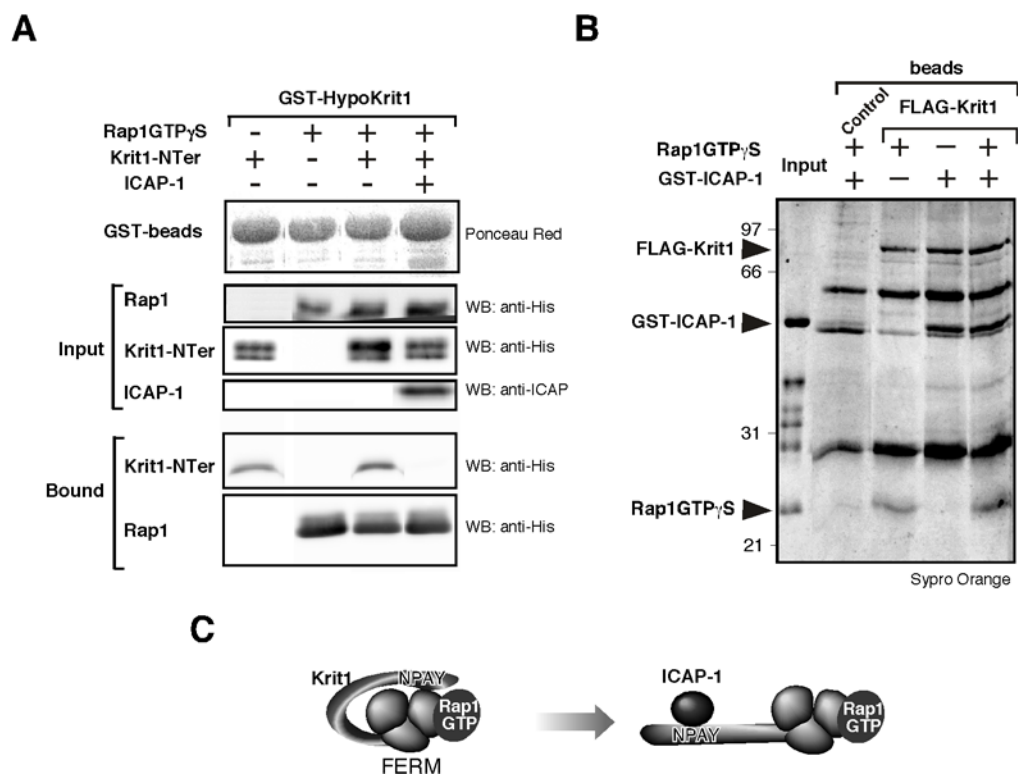 A
GST-HypoKrit1
Rap1GTPγS - + + +
Krit1-NTer + - + +
ICAP-1 - - - +
GST-beads Ponceau Red
Input
Rap1 WB: anti-His
Krit1-NTer WB: anti-His
ICAP-1 WB: anti-ICAP
Bound
Krit1-NTer WB: anti-His
Rap1 WB: anti-His
B
beads
Control FLAG-Krit1
Input
Rap1GTPγS + + − +
GST-ICAP-1 + − + +
97
FLAG-Krit1
66
GST-ICAP-1
31
Rap1GTPγS
21
Sypro Orange
C
Krit1 NPAY
Rap1
GTP
FERM
ICAP-1
NPAY
Rap1
GTP